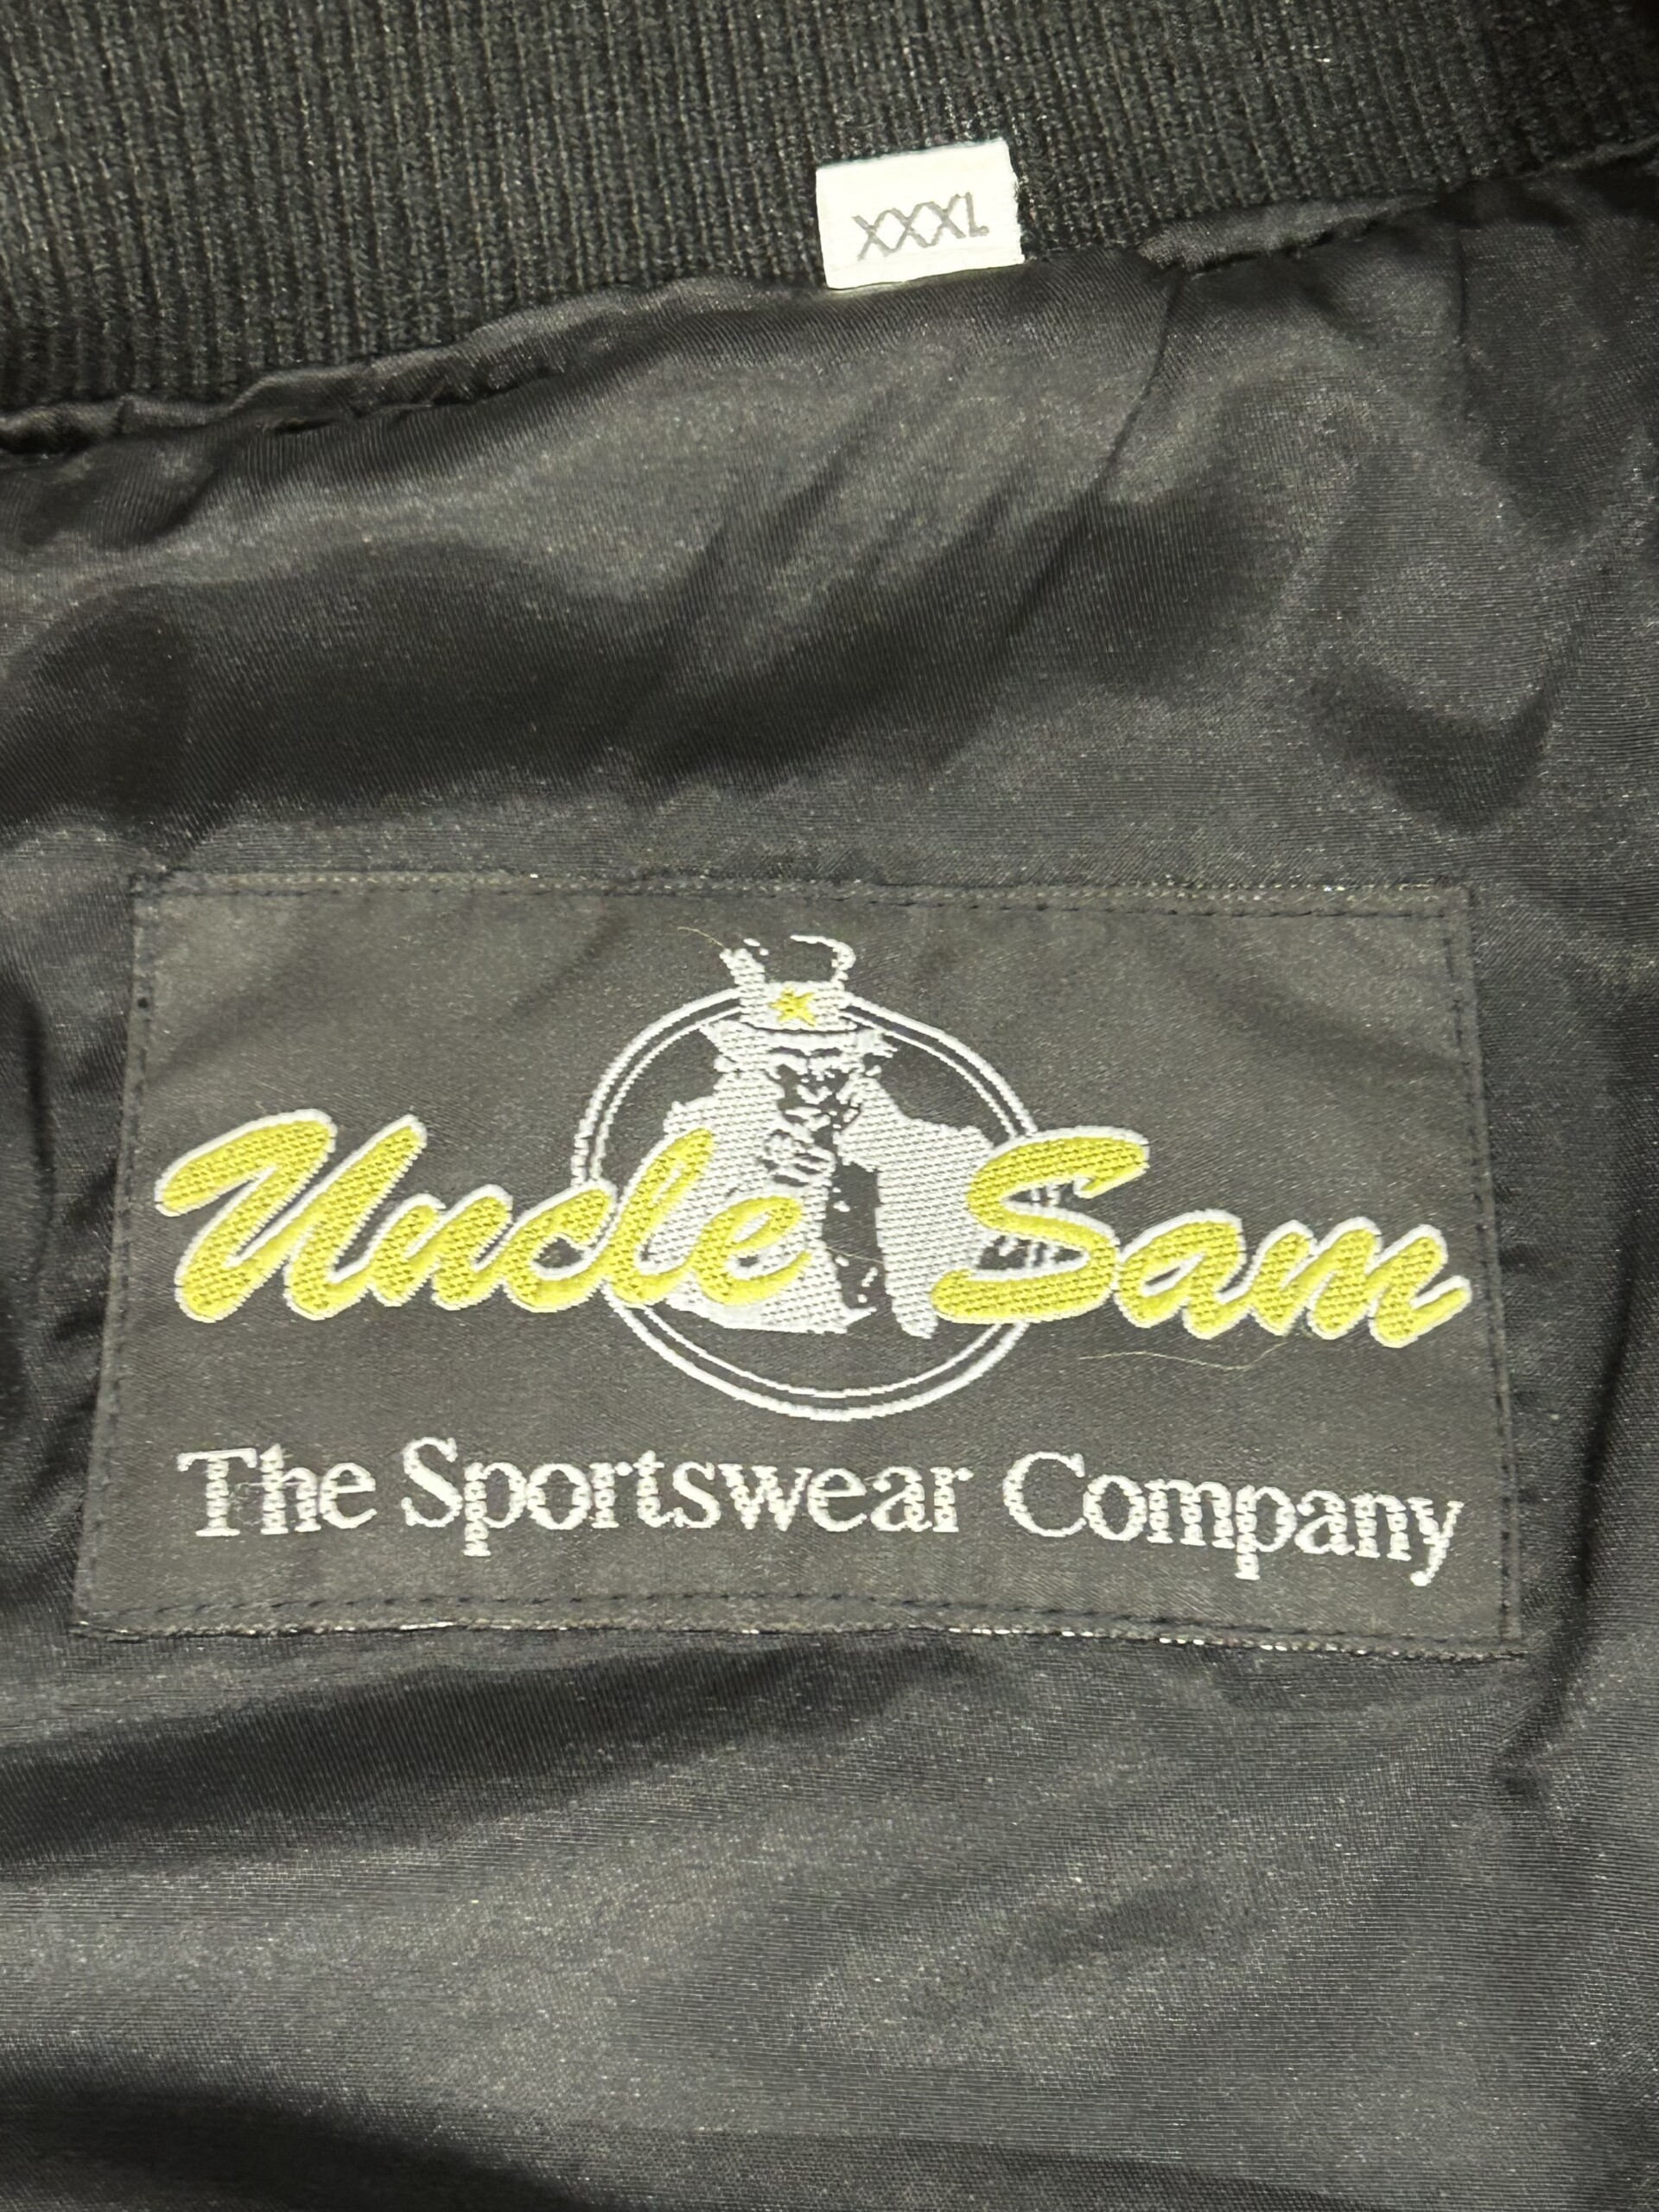 XXXL
Uncle Sam
The Sportswear Company